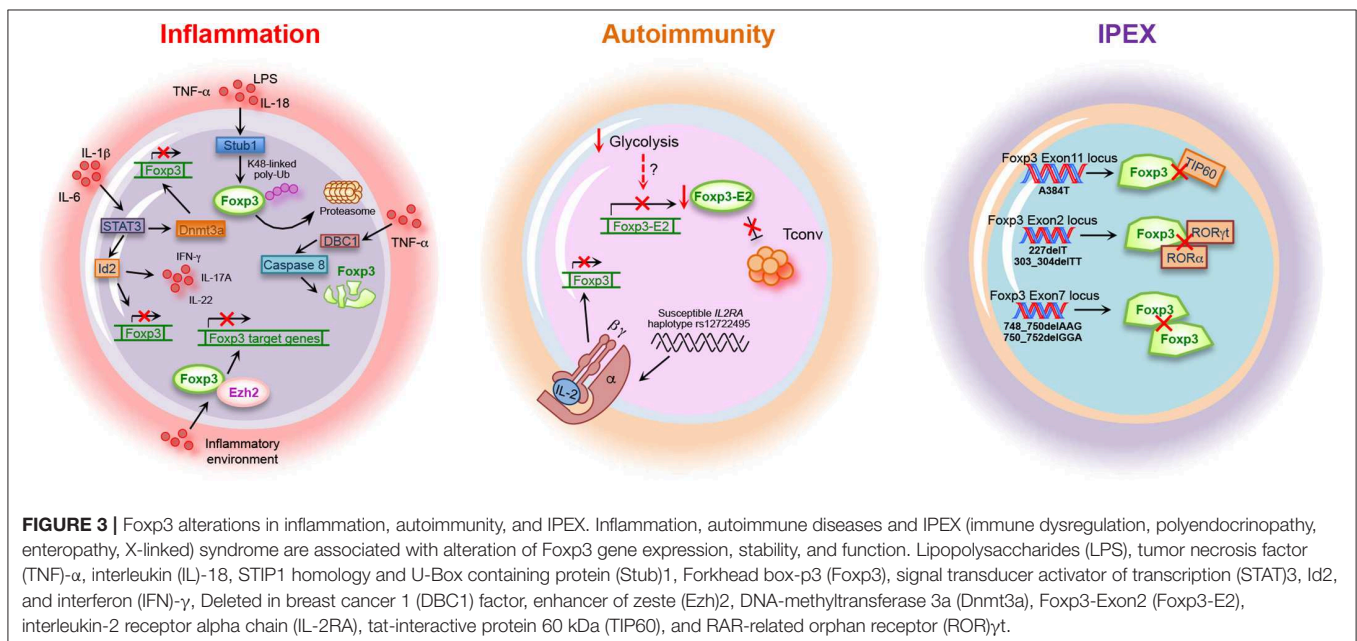 Inflammation
LPS
TNF-α
IL-18
IL-1β
IL-6
Stub1
K48-linked
poly-Ub
Foxp3
Foxp3
Proteasome
STAT3
Dnmt3a
DBC1
TNF-α
Id2
IFN-γ
IL-17A
IL-22
Caspase 8
Foxp3
Foxp3
Foxp3 target genes
Foxp3
Ezh2
Inflammatory
environment
Autoimmunity
Glycolysis
?
Foxp3-E2
Foxp3-E2
Tconv
Foxp3
Susceptible IL2RA
haplotype rs12722495
βγ
α
IL-2
IPEX
Foxp3 Exon11 locus
A384T
Foxp3
TIP60
Foxp3 Exon2 locus
227delT
303_304delTT
Foxp3
RORγt
RORα
Foxp3 Exon7 locus
748_750delAAG
750_752delGGA
Foxp3
Foxp3
FIGURE 3 | Foxp3 alterations in inflammation, autoimmunity, and IPEX. Inflammation, autoimmune diseases and IPEX (immune dysregulation, polyendocrinopathy,
enteropathy, X-linked) syndrome are associated with alteration of Foxp3 gene expression, stability, and function. Lipopolysaccharides (LPS), tumor necrosis factor
(TNF)-α, interleukin (IL)-18, STIP1 homology and U-Box containing protein (Stub)1, Forkhead box-p3 (Foxp3), signal transducer activator of transcription (STAT)3, Id2,
and interferon (IFN)-γ, Deleted in breast cancer 1 (DBC1) factor, enhancer of zeste (Ezh)2, DNA-methyltransferase 3a (Dnmt3a), Foxp3-Exon2 (Foxp3-E2),
interleukin-2 receptor alpha chain (IL-2RA), tat-interactive protein 60 kDa (TIP60), and RAR-related orphan receptor (ROR)γt.